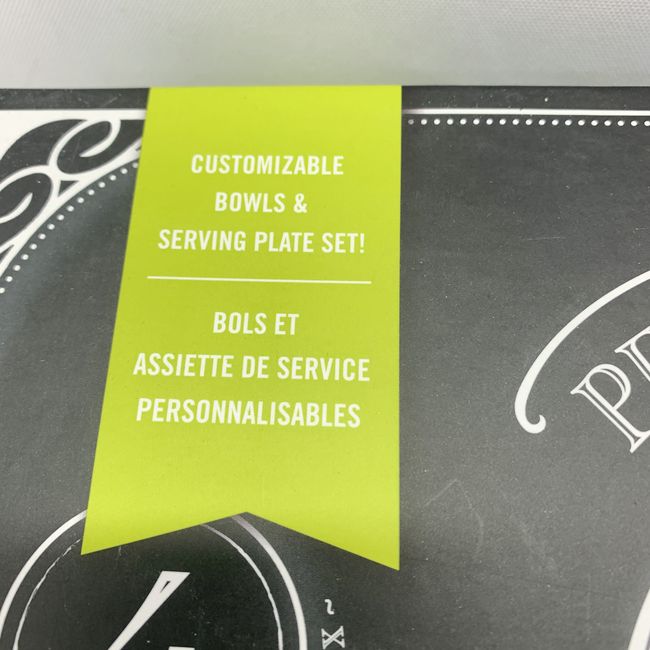 CUSTOMIZABLE
BOWLS &
SERVING PLATE SET!
BOLS ET
ASSIETTE DE SERVICE
PERSONNALISABLES